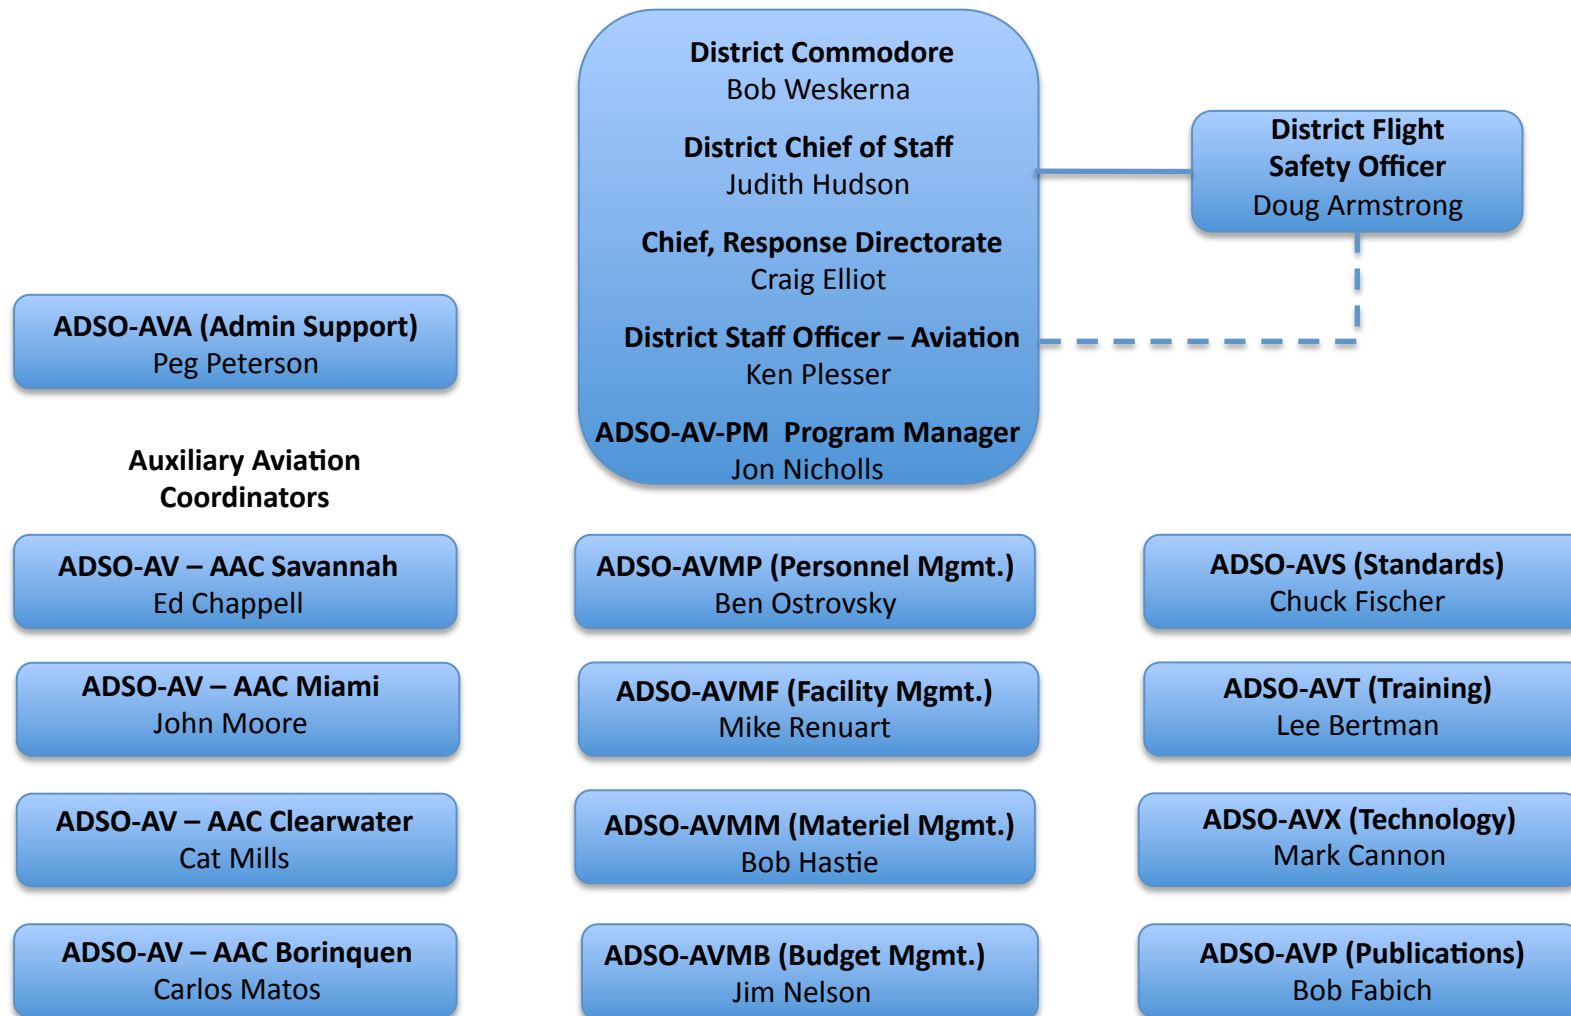 District Commodore
Bob Weskerna
District Chief of Staff
Judith Hudson
Chief, Response Directorate
Craig Elliot
District Staff Officer – Aviation
Ken Plesser
ADSO-AV-PM  Program Manager
Jon Nicholls
District Flight
Safety Officer
Doug Armstrong
ADSO-AVA (Admin Support)
Peg Peterson
Auxiliary Aviation
Coordinators
ADSO-AV – AAC Savannah
Ed Chappell
ADSO-AV – AAC Miami
John Moore
ADSO-AV – AAC Clearwater
Cat Mills
ADSO-AV – AAC Borinquen
Carlos Matos
ADSO-AVMP (Personnel Mgmt.)
Ben Ostrovsky
ADSO-AVMF (Facility Mgmt.)
Mike Renuart
ADSO-AVMM (Materiel Mgmt.)
Bob Hastie
ADSO-AVMB (Budget Mgmt.)
Jim Nelson
ADSO-AVS (Standards)
Chuck Fischer
ADSO-AVT (Training)
Lee Bertman
ADSO-AVX (Technology)
Mark Cannon
ADSO-AVP (Publications)
Bob Fabich